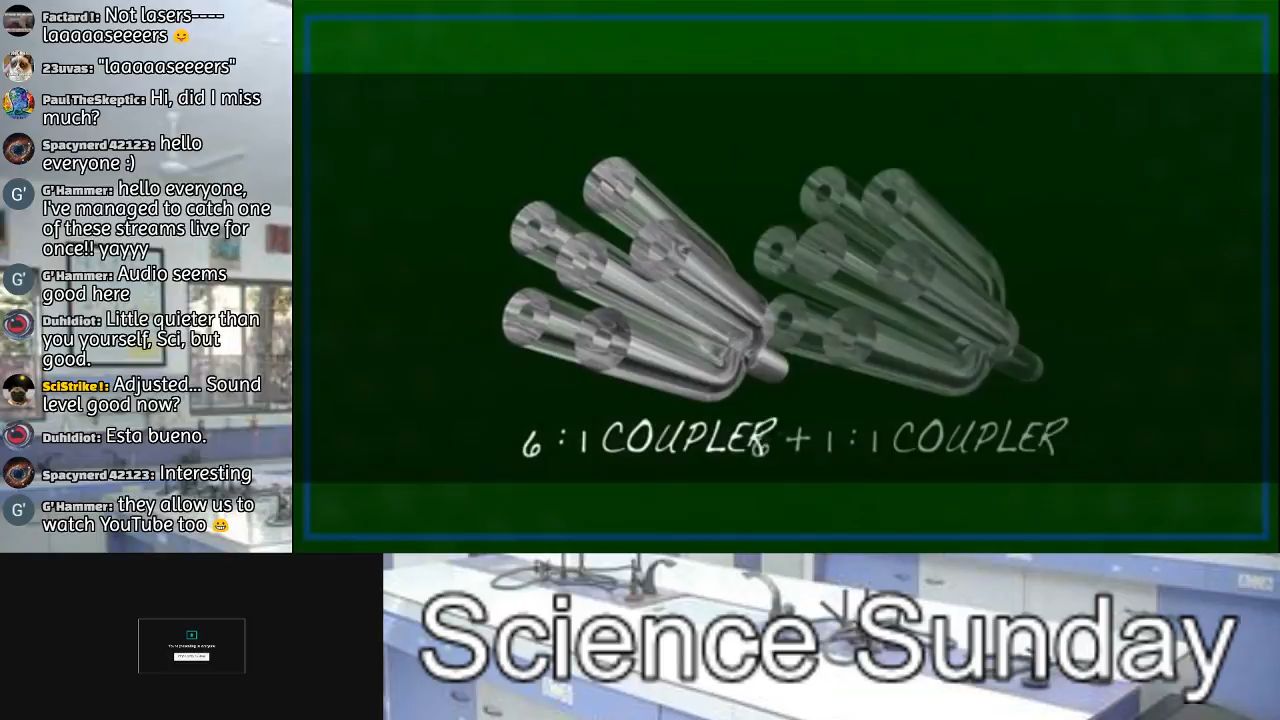 Factard!: Not lasers----
laaaaaseeeers
23uvas: "laaaaaseeeers"
PaulTheSkeptic: Hi, did I miss
much?
Spacynerd42123: hello
everyone :)
G'
G'Hammer: hello everyone,
I've managed to catch one
of these streams live for
once!! yayyy
G'
G'Hammer: Audio seems
good here
DuhIdiot: Little quieter than
you yourself, Sci, but
good.
SciStrike!: Adjusted... Sound
level good now?
DuhIdiot: Esta bueno.
Spacynerd42123: Interesting
G'
G'Hammer: they allow us to
watch YouTube too
6 : 1 COUPLER + 1 : 1 COUPLER
Science Sunday